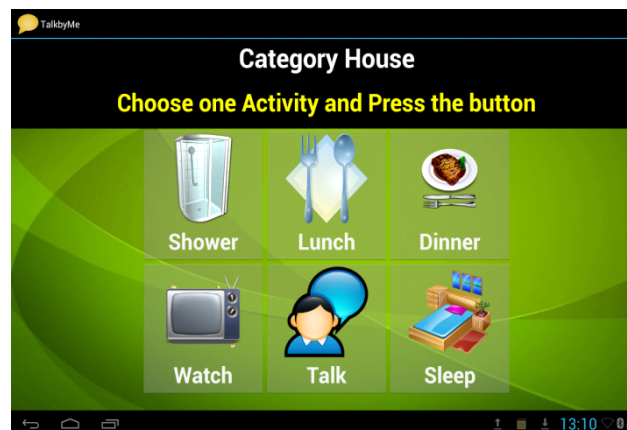 TalkbyMe
Category House
Choose one Activity and Press the button
Shower Lunch Dinner
Watch Talk Sleep
13:10